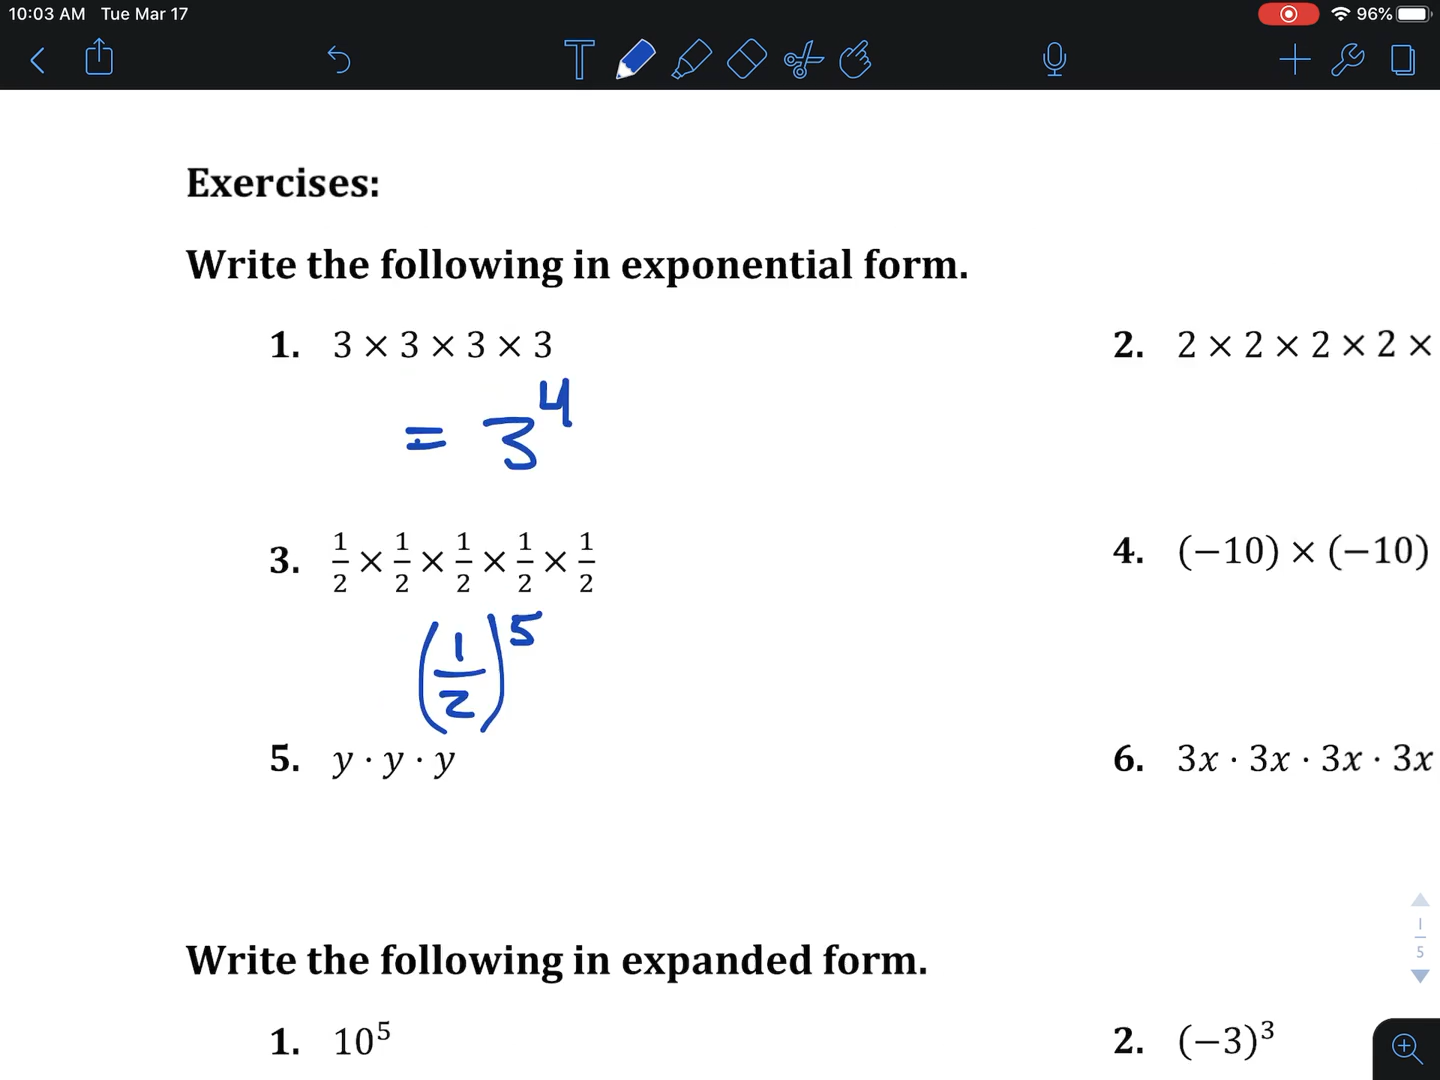 10:03 AM Tue Mar 17 96%
Exercises:
Write the following in exponential form.
1. 3 × 3 × 3 × 3
2. 2 × 2 × 2 × 2 ×
= 3⁴
3. 1/2 × 1/2 × 1/2 × 1/2 × 1/2
4. (−10) × (−10)
(1/2)⁵
5. y · y · y
6. 3x · 3x · 3x · 3x
1/5
Write the following in expanded form.
1. 10⁵
2. (−3)³